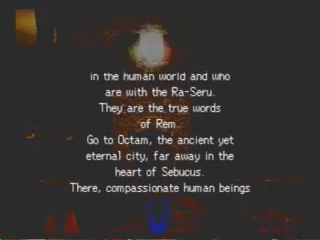 in the human world and who
are with the Ra-Seru.
They are the true words
of Rem.
Go to Octam, the ancient yet
eternal city, far away in the
heart of Sebucus.
There, compassionate human beings